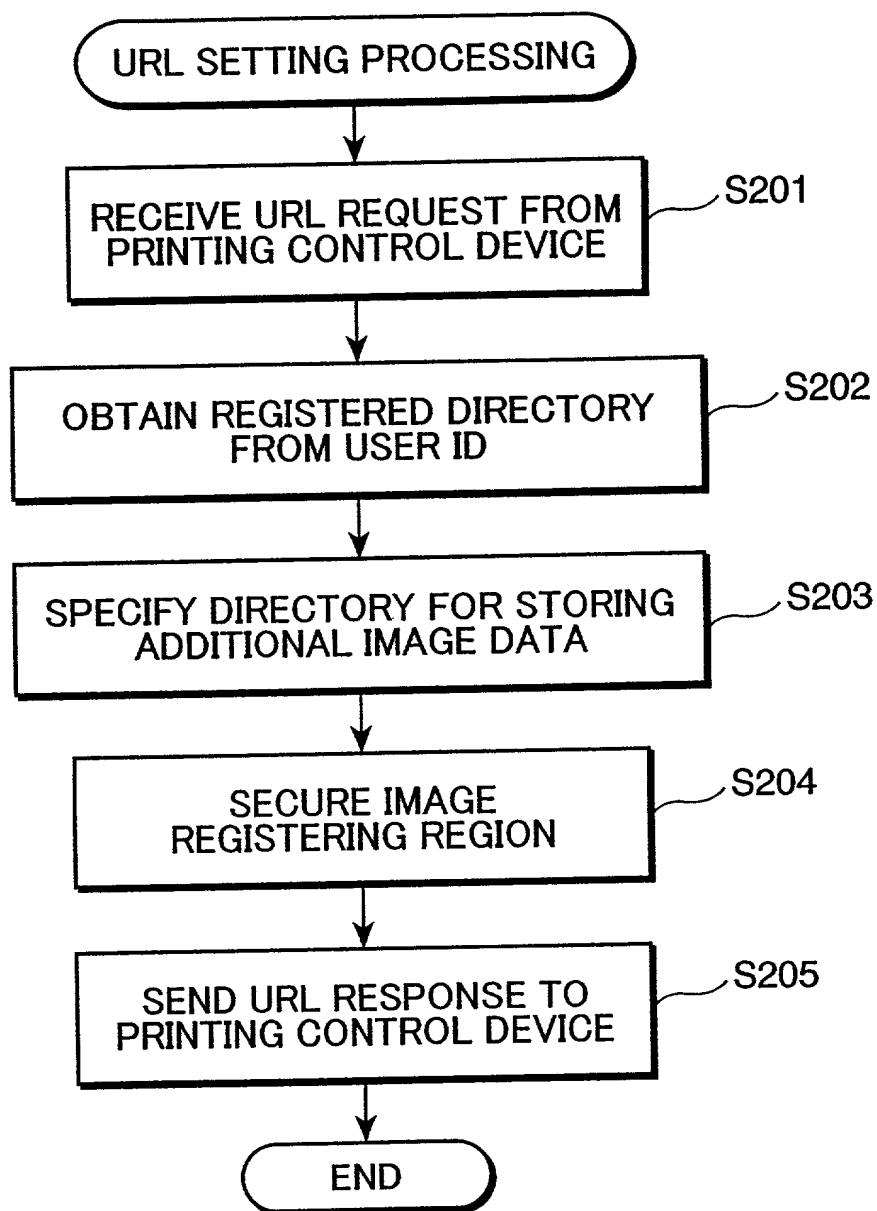 URL SETTING PROCESSING
RECEIVE URL REQUEST FROM
PRINTING CONTROL DEVICE
S201
OBTAIN REGISTERED DIRECTORY
FROM USER ID
S202
SPECIFY DIRECTORY FOR STORING
ADDITIONAL IMAGE DATA
S203
SECURE IMAGE
REGISTERING REGION
S204
SEND URL RESPONSE TO
PRINTING CONTROL DEVICE
S205
END